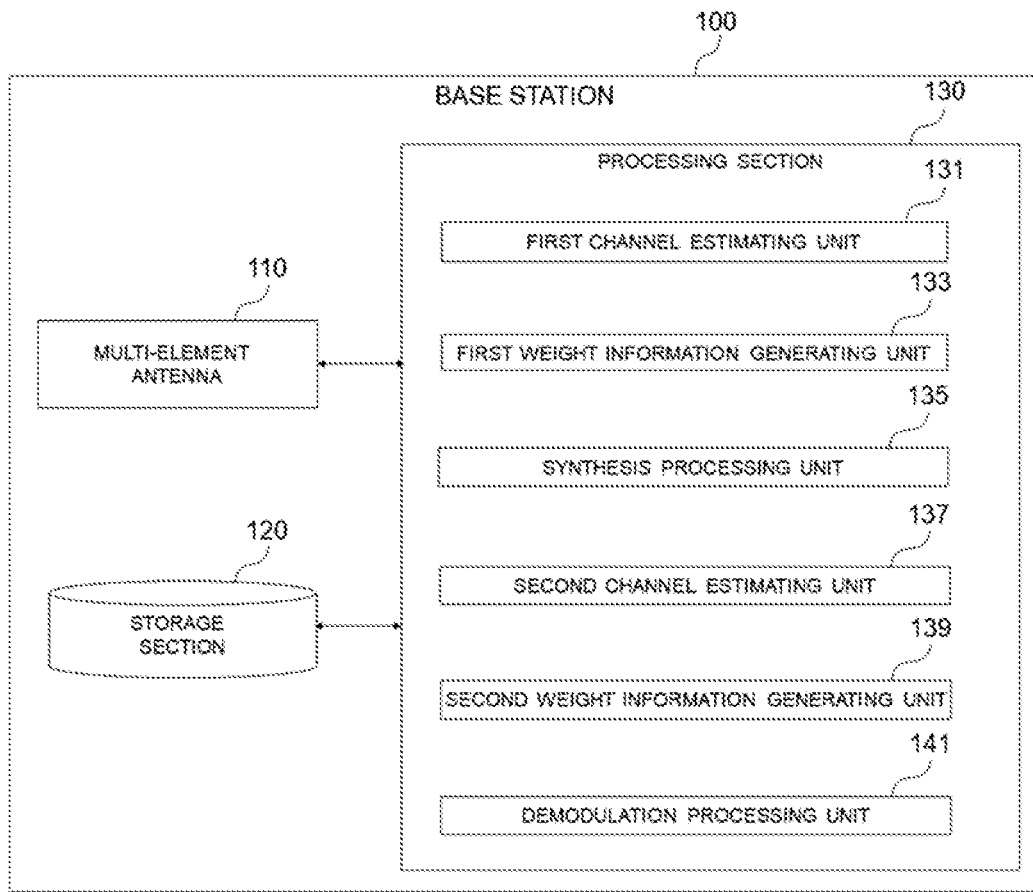 100
BASE STATION
130
PROCESSING SECTION
131
FIRST CHANNEL ESTIMATING UNIT
110
MULTI-ELEMENT
ANTENNA
133
FIRST WEIGHT INFORMATION GENERATING UNIT
135
SYNTHESIS PROCESSING UNIT
120
STORAGE
SECTION
137
SECOND CHANNEL ESTIMATING UNIT
139
SECOND WEIGHT INFORMATION GENERATING UNIT
141
DEMODULATION PROCESSING UNIT